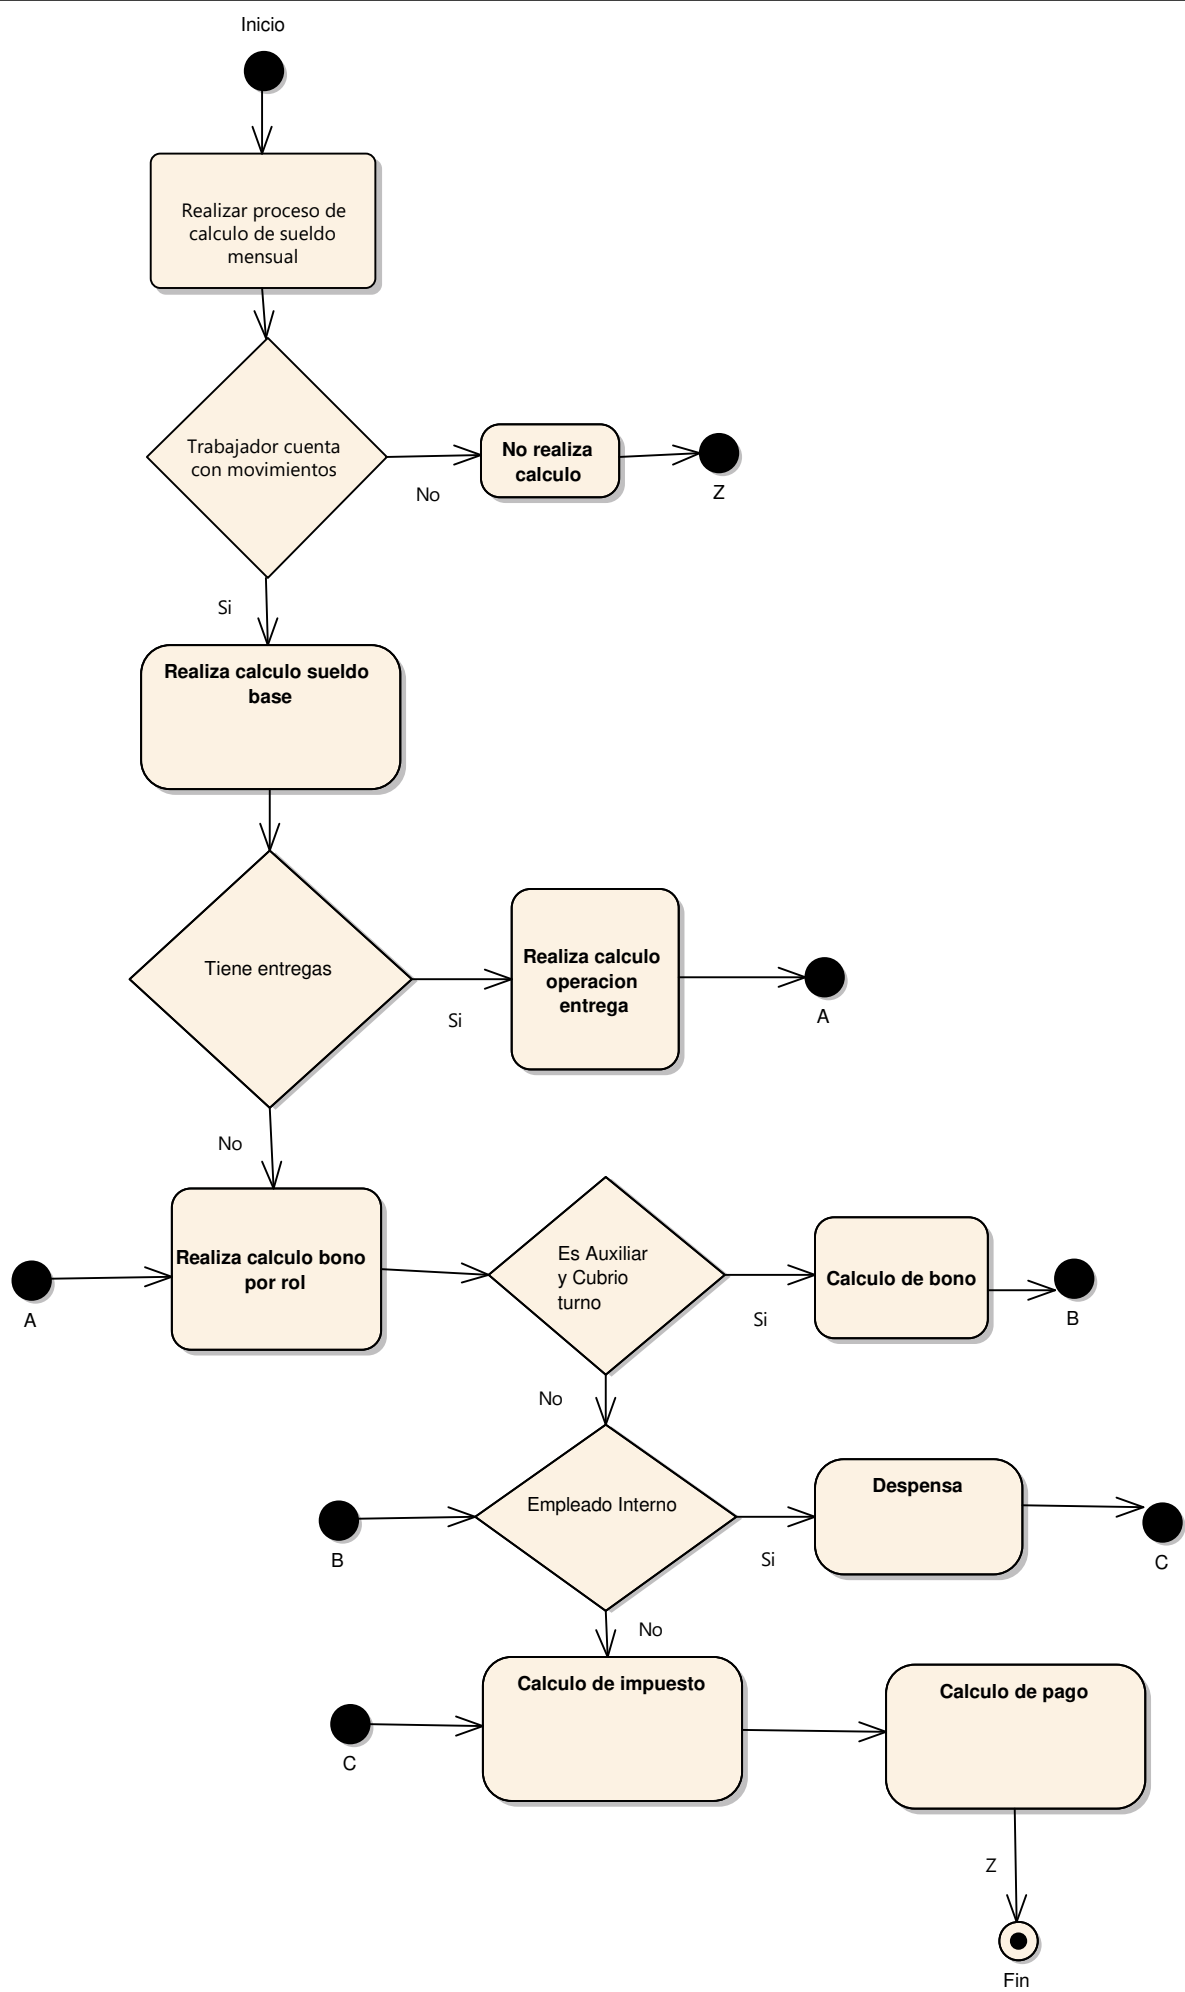 Inicio
Realizar proceso de
calculo de sueldo
mensual
Trabajador cuenta
con movimientos
No
No realiza
calculo
Z
Si
Realiza calculo sueldo
base
Tiene entregas
Si
Realiza calculo
operacion
entrega
A
No
A
Realiza calculo bono
por rol
Es Auxiliar
y Cubrio
turno
Si
Calculo de bono
B
No
B
Empleado Interno
Si
Despensa
C
No
C
Calculo de impuesto
Calculo de pago
Z
Fin